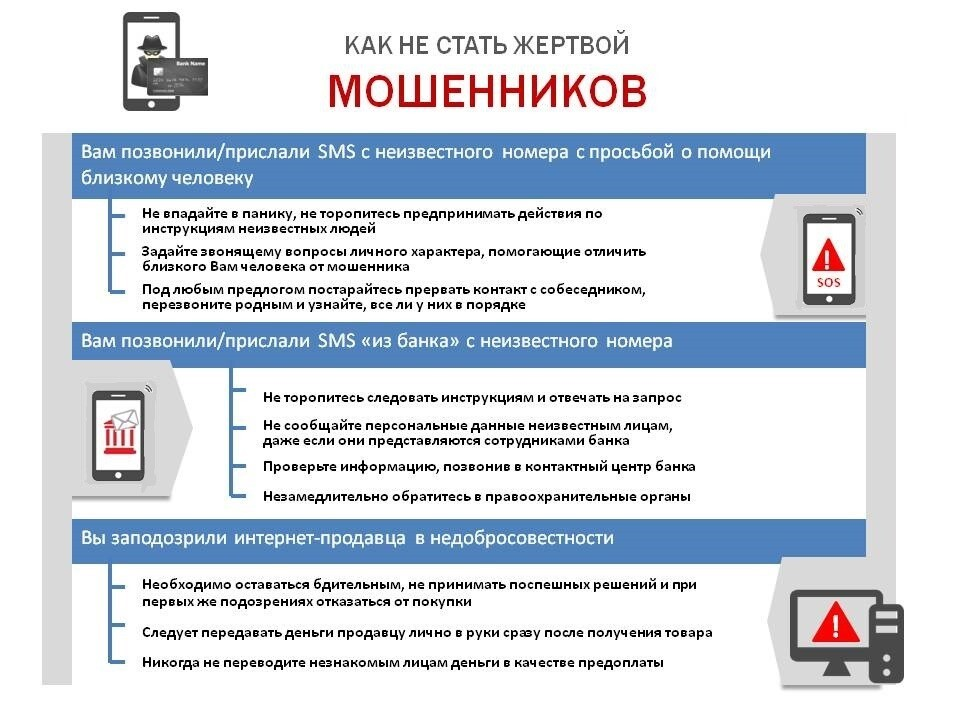 Bank Name
КАК НЕ СТАТЬ ЖЕРТВОЙ
МОШЕННИКОВ
Вам позвонили/прислали SMS с неизвестного номера с просьбой о помощи
близкому человеку
Не впадайте в панику, не торопитесь предпринимать действия по
инструкциям неизвестных людей
Задайте звонящему вопросы личного характера, помогающие отличить
близкого Вам человека от мошенника
Под любым предлогом постарайтесь прервать контакт с собеседником,
перезвоните родным и узнайте, все ли у них в порядке
SOS
Вам позвонили/прислали SMS «из банка» с неизвестного номера
Не торопитесь следовать инструкциям и отвечать на запрос
Не сообщайте персональные данные неизвестным лицам,
даже если они представляются сотрудниками банка
Проверьте информацию, позвонив в контактный центр банка
Незамедлительно обратитесь в правоохранительные органы
Вы заподозрили интернет-продавца в недобросовестности
Необходимо оставаться бдительным, не принимать поспешных решений и при
первых же подозрениях отказаться от покупки
Следует передавать деньги продавцу лично в руки сразу после получения товара
Никогда не переводите незнакомым лицам деньги в качестве предоплаты